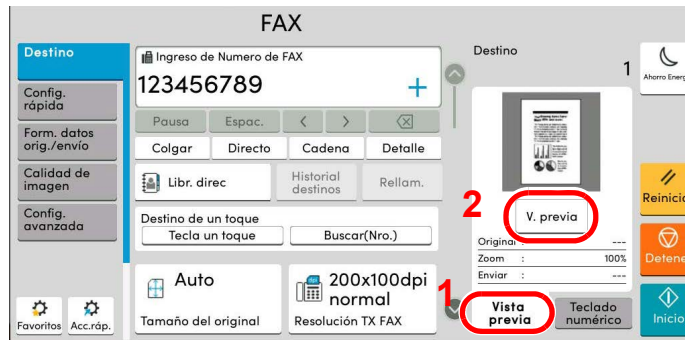 FAX
Destino
Config.
rápida
Form. datos
orig./envío
Calidad de
imagen
Config.
avanzada
Favoritos
Acc.ráp.
Ingreso de Numero de FAX
123456789
+
Pausa
Espac.
Colgar
Directo
Cadena
Detalle
Libr. direc
Historial
destinos
Rellam.
Destino de un toque
Tecla un toque
Buscar(Nro.)
Auto
Tamaño del original
200x100dpi
normal
Resolución TX FAX
Destino
1
2
V. previa
Original : ---
Zoom : 100%
Enviar : ---
1
Vista
previa
Teclado
numérico
Ahorro Energ
Reinicia
Detene
Inicio